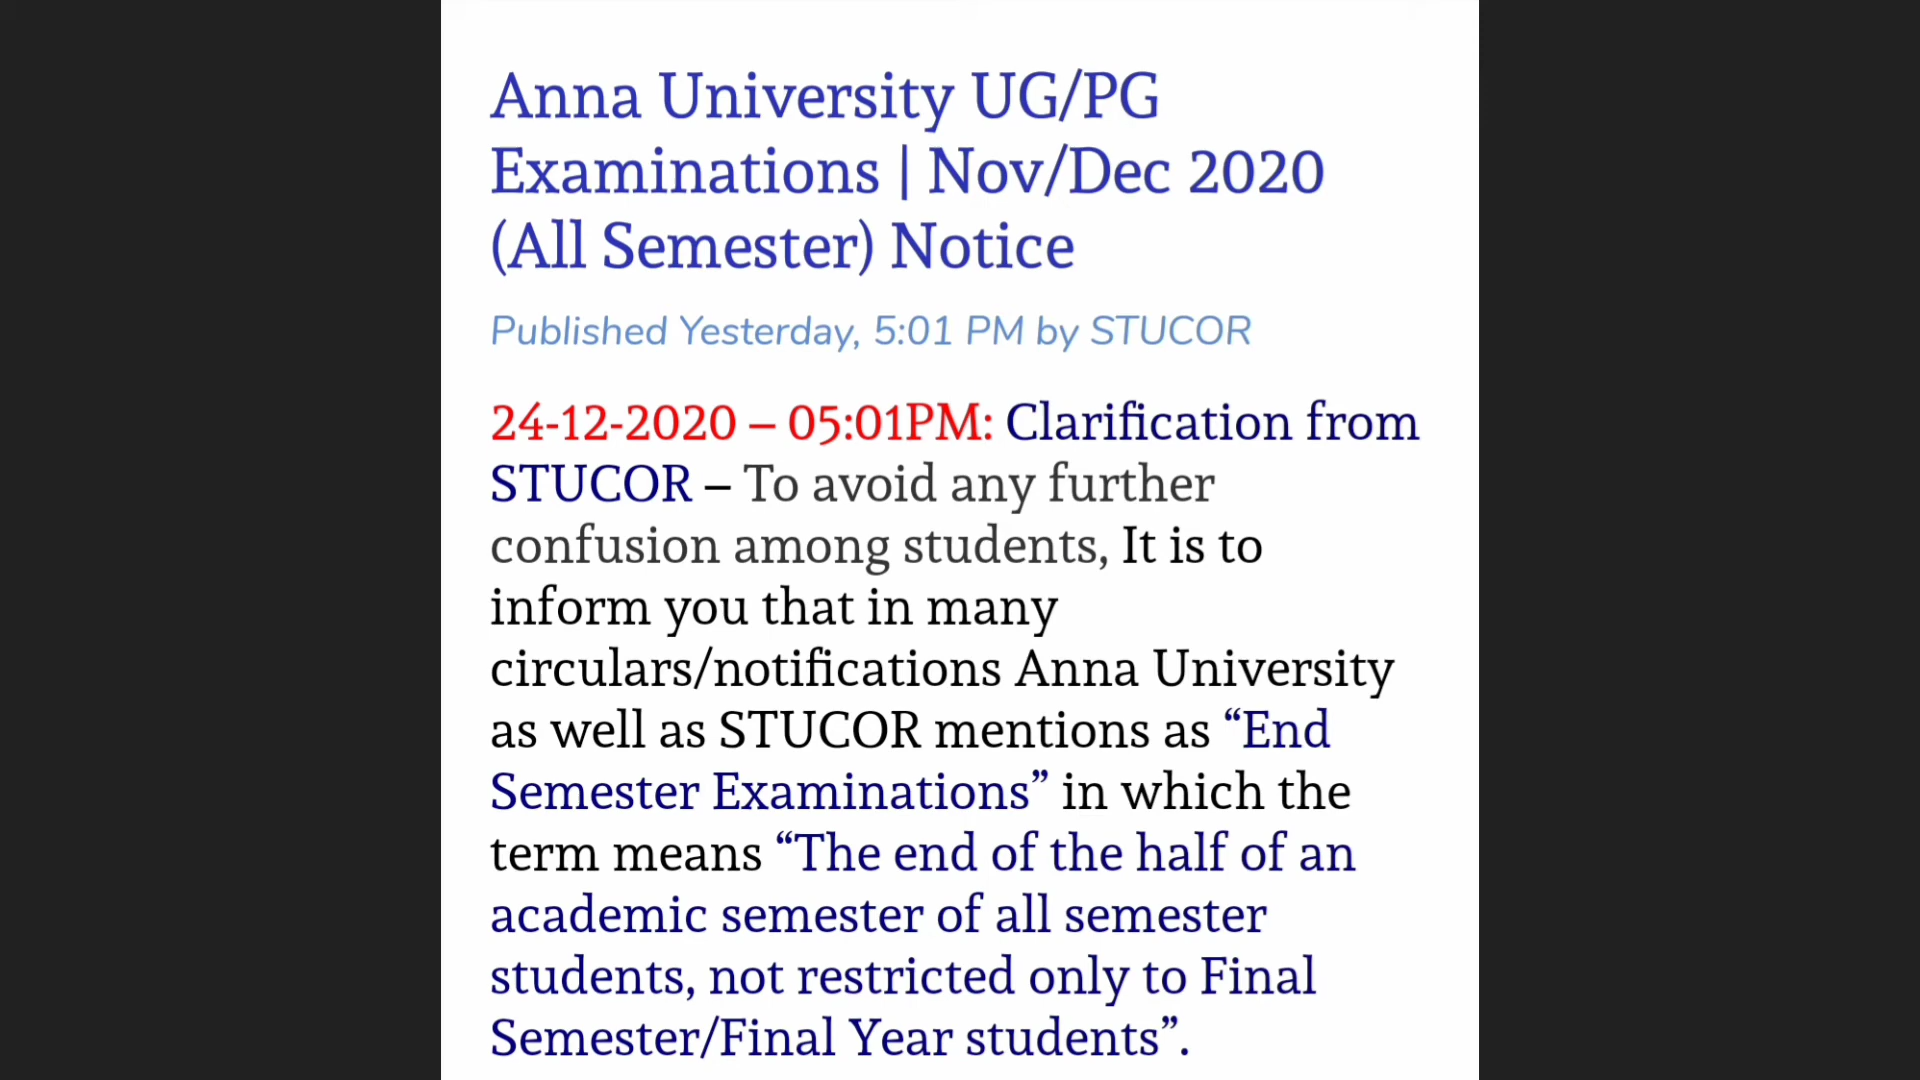 Anna University UG/PG
Examinations | Nov/Dec 2020
(All Semester) Notice
Published Yesterday, 5:01 PM by STUCOR
24-12-2020 – 05:01PM: Clarification from
STUCOR – To avoid any further
confusion among students, It is to
inform you that in many
circulars/notifications Anna University
as well as STUCOR mentions as “End
Semester Examinations” in which the
term means “The end of the half of an
academic semester of all semester
students, not restricted only to Final
Semester/Final Year students”.